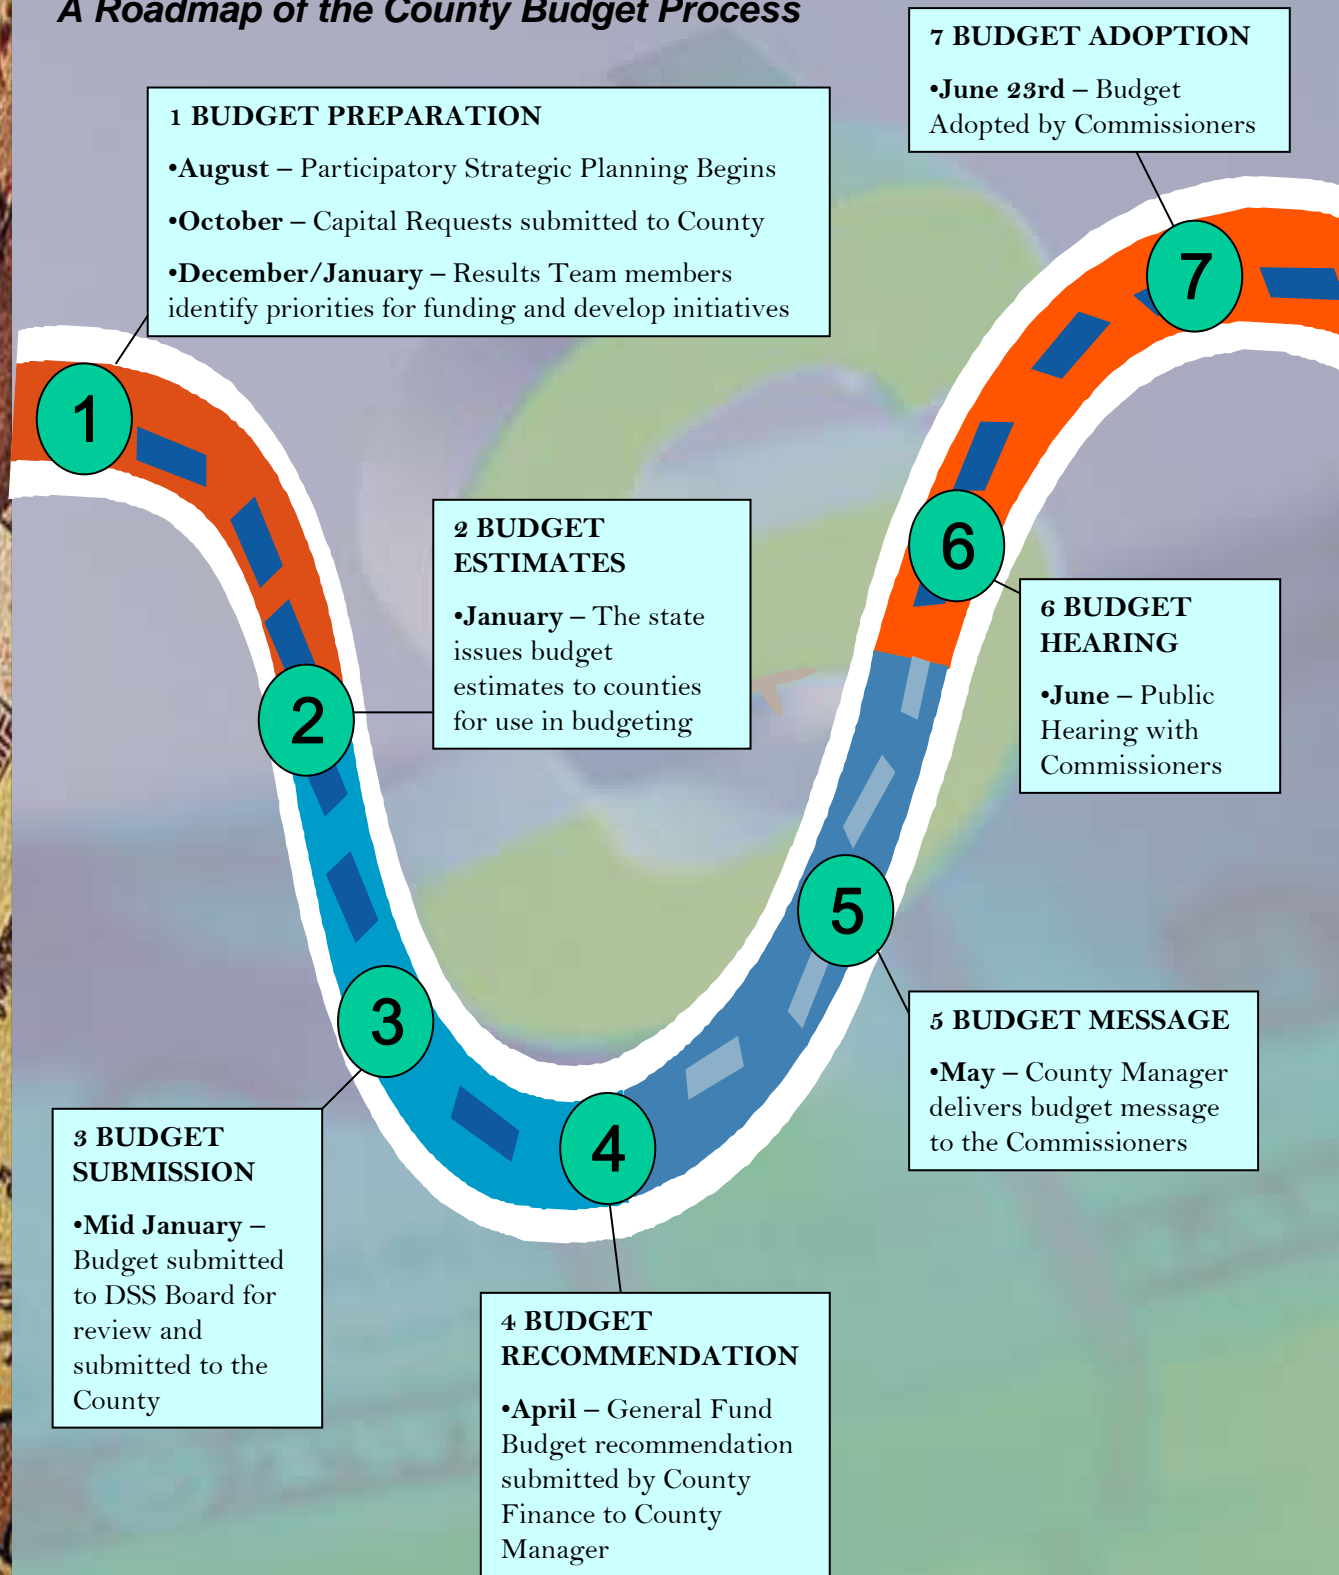 A Roadmap of the County Budget Process
1 BUDGET PREPARATION
•August – Participatory Strategic Planning Begins
•October – Capital Requests submitted to County
•December/January – Results Team members
identify priorities for funding and develop initiatives
1
2 BUDGET
ESTIMATES
•January – The state
issues budget
estimates to counties
for use in budgeting
2
3
3 BUDGET
SUBMISSION
•Mid January –
Budget submitted
to DSS Board for
review and
submitted to the
County
4
4 BUDGET
RECOMMENDATION
•April – General Fund
Budget recommendation
submitted by County
Finance to County
Manager
5
5 BUDGET MESSAGE
•May – County Manager
delivers budget message
to the Commissioners
6
6 BUDGET
HEARING
•June – Public
Hearing with
Commissioners
7 BUDGET ADOPTION
•June 23rd – Budget
Adopted by Commissioners
7